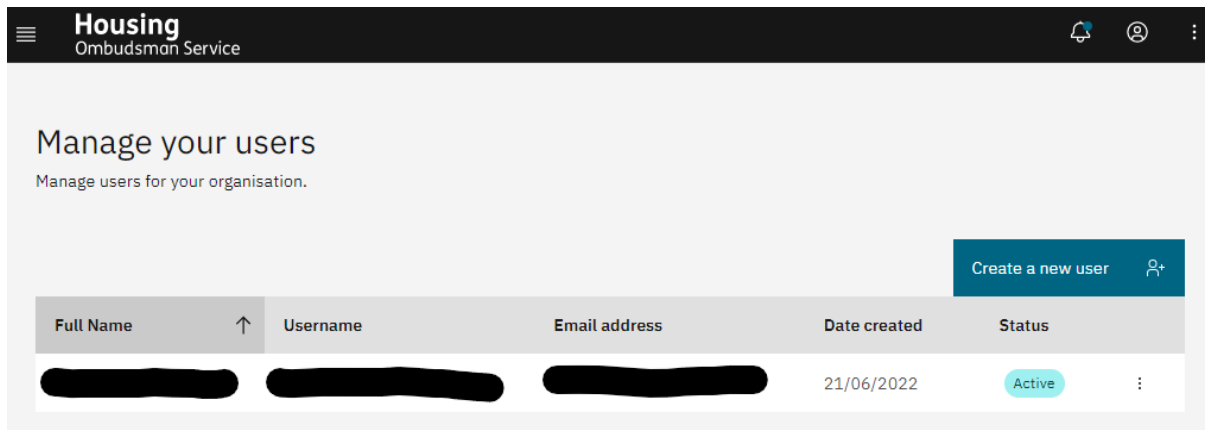 Housing
Ombudsman Service
Manage your users
Manage users for your organisation.
Create a new user
Full Name Username Email address Date created Status
21/06/2022 Active